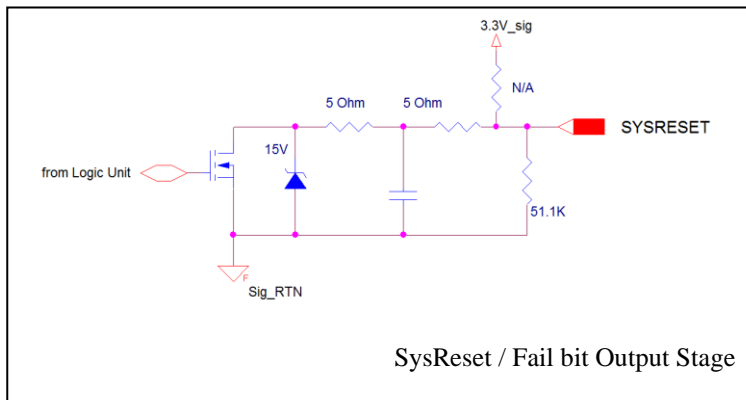 3.3V_sig
N/A
5 Ohm
5 Ohm
SYSRESET
15V
from Logic Unit
51.1K
F
Sig_RTN
SysReset / Fail bit Output Stage